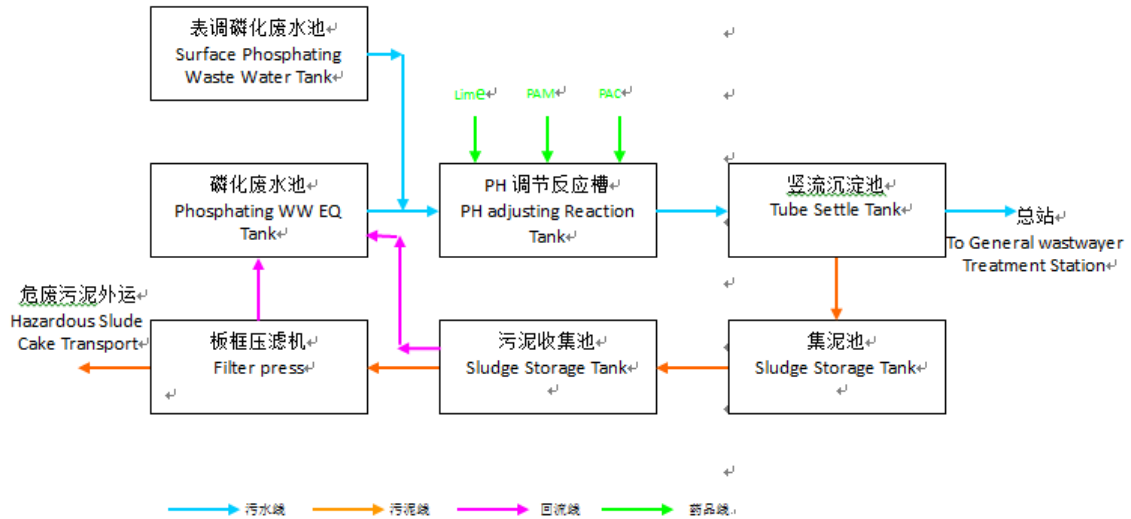 表调磷化废水池
Surface Phosphating
Waste Water Tank
Lime
PAM
PAC
磷化废水池
Phosphating WW EQ
Tank
PH 调节反应槽
PH adjusting Reaction
Tank
竖流沉淀池
Tube Settle Tank
总站
To General wastwayer
Treatment Station
危废污泥外运
Hazardous Slude
Cake Transport
板框压滤机
Filter press
污泥收集池
Sludge Storage Tank
集泥池
Sludge Storage Tank
污水线
污泥线
回流线
药品线.